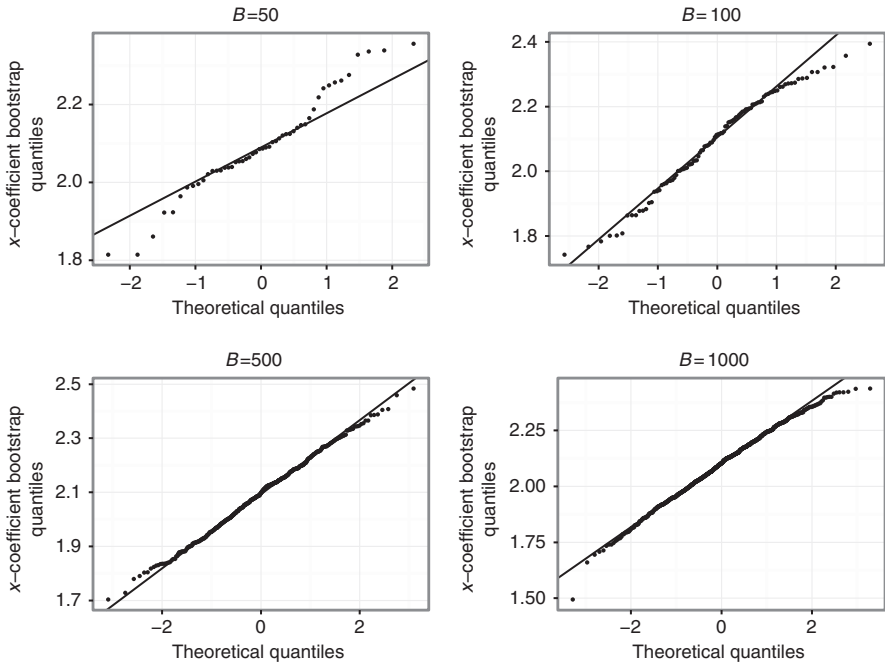 B=50
2.2
2.0
1.8
−2
−1
0
1
2
x−coefficient bootstrap
quantiles
Theoretical quantiles
B=100
2.4
2.2
2.0
1.8
−2
−1
0
1
2
x−coefficient bootstrap
quantiles
Theoretical quantiles
B=500
2.5
2.3
2.1
1.9
1.7
−2
0
2
x−coefficient bootstrap
quantiles
Theoretical quantiles
B=1000
2.25
2.00
1.75
1.50
−2
0
2
x−coefficient bootstrap
quantiles
Theoretical quantiles